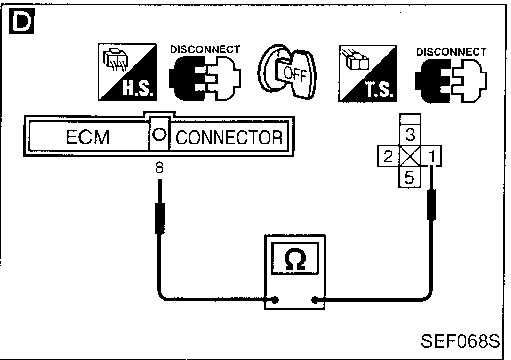 D
DISCONNECT
DISCONNECT
H.S.
OFF
T.S.
ECM
CONNECTOR
8
3
2
1
5
Ω
SEF068S